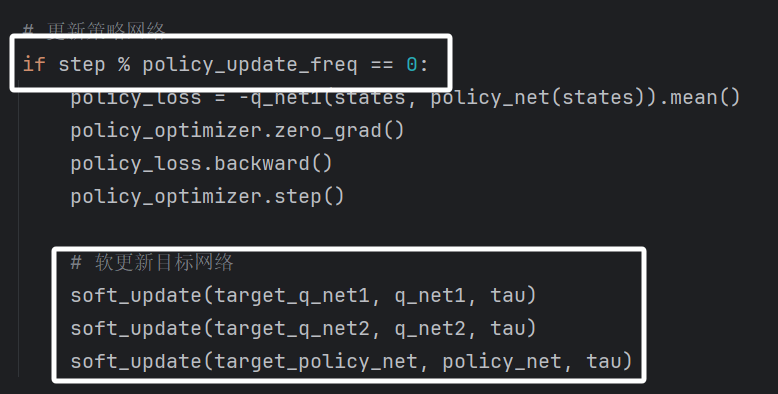 # 更新策略网络
if step % policy_update_freq == 0:
policy_loss = -q_net1(states, policy_net(states)).mean()
policy_optimizer.zero_grad()
policy_loss.backward()
policy_optimizer.step()
# 软更新目标网络
soft_update(target_q_net1, q_net1, tau)
soft_update(target_q_net2, q_net2, tau)
soft_update(target_policy_net, policy_net, tau)